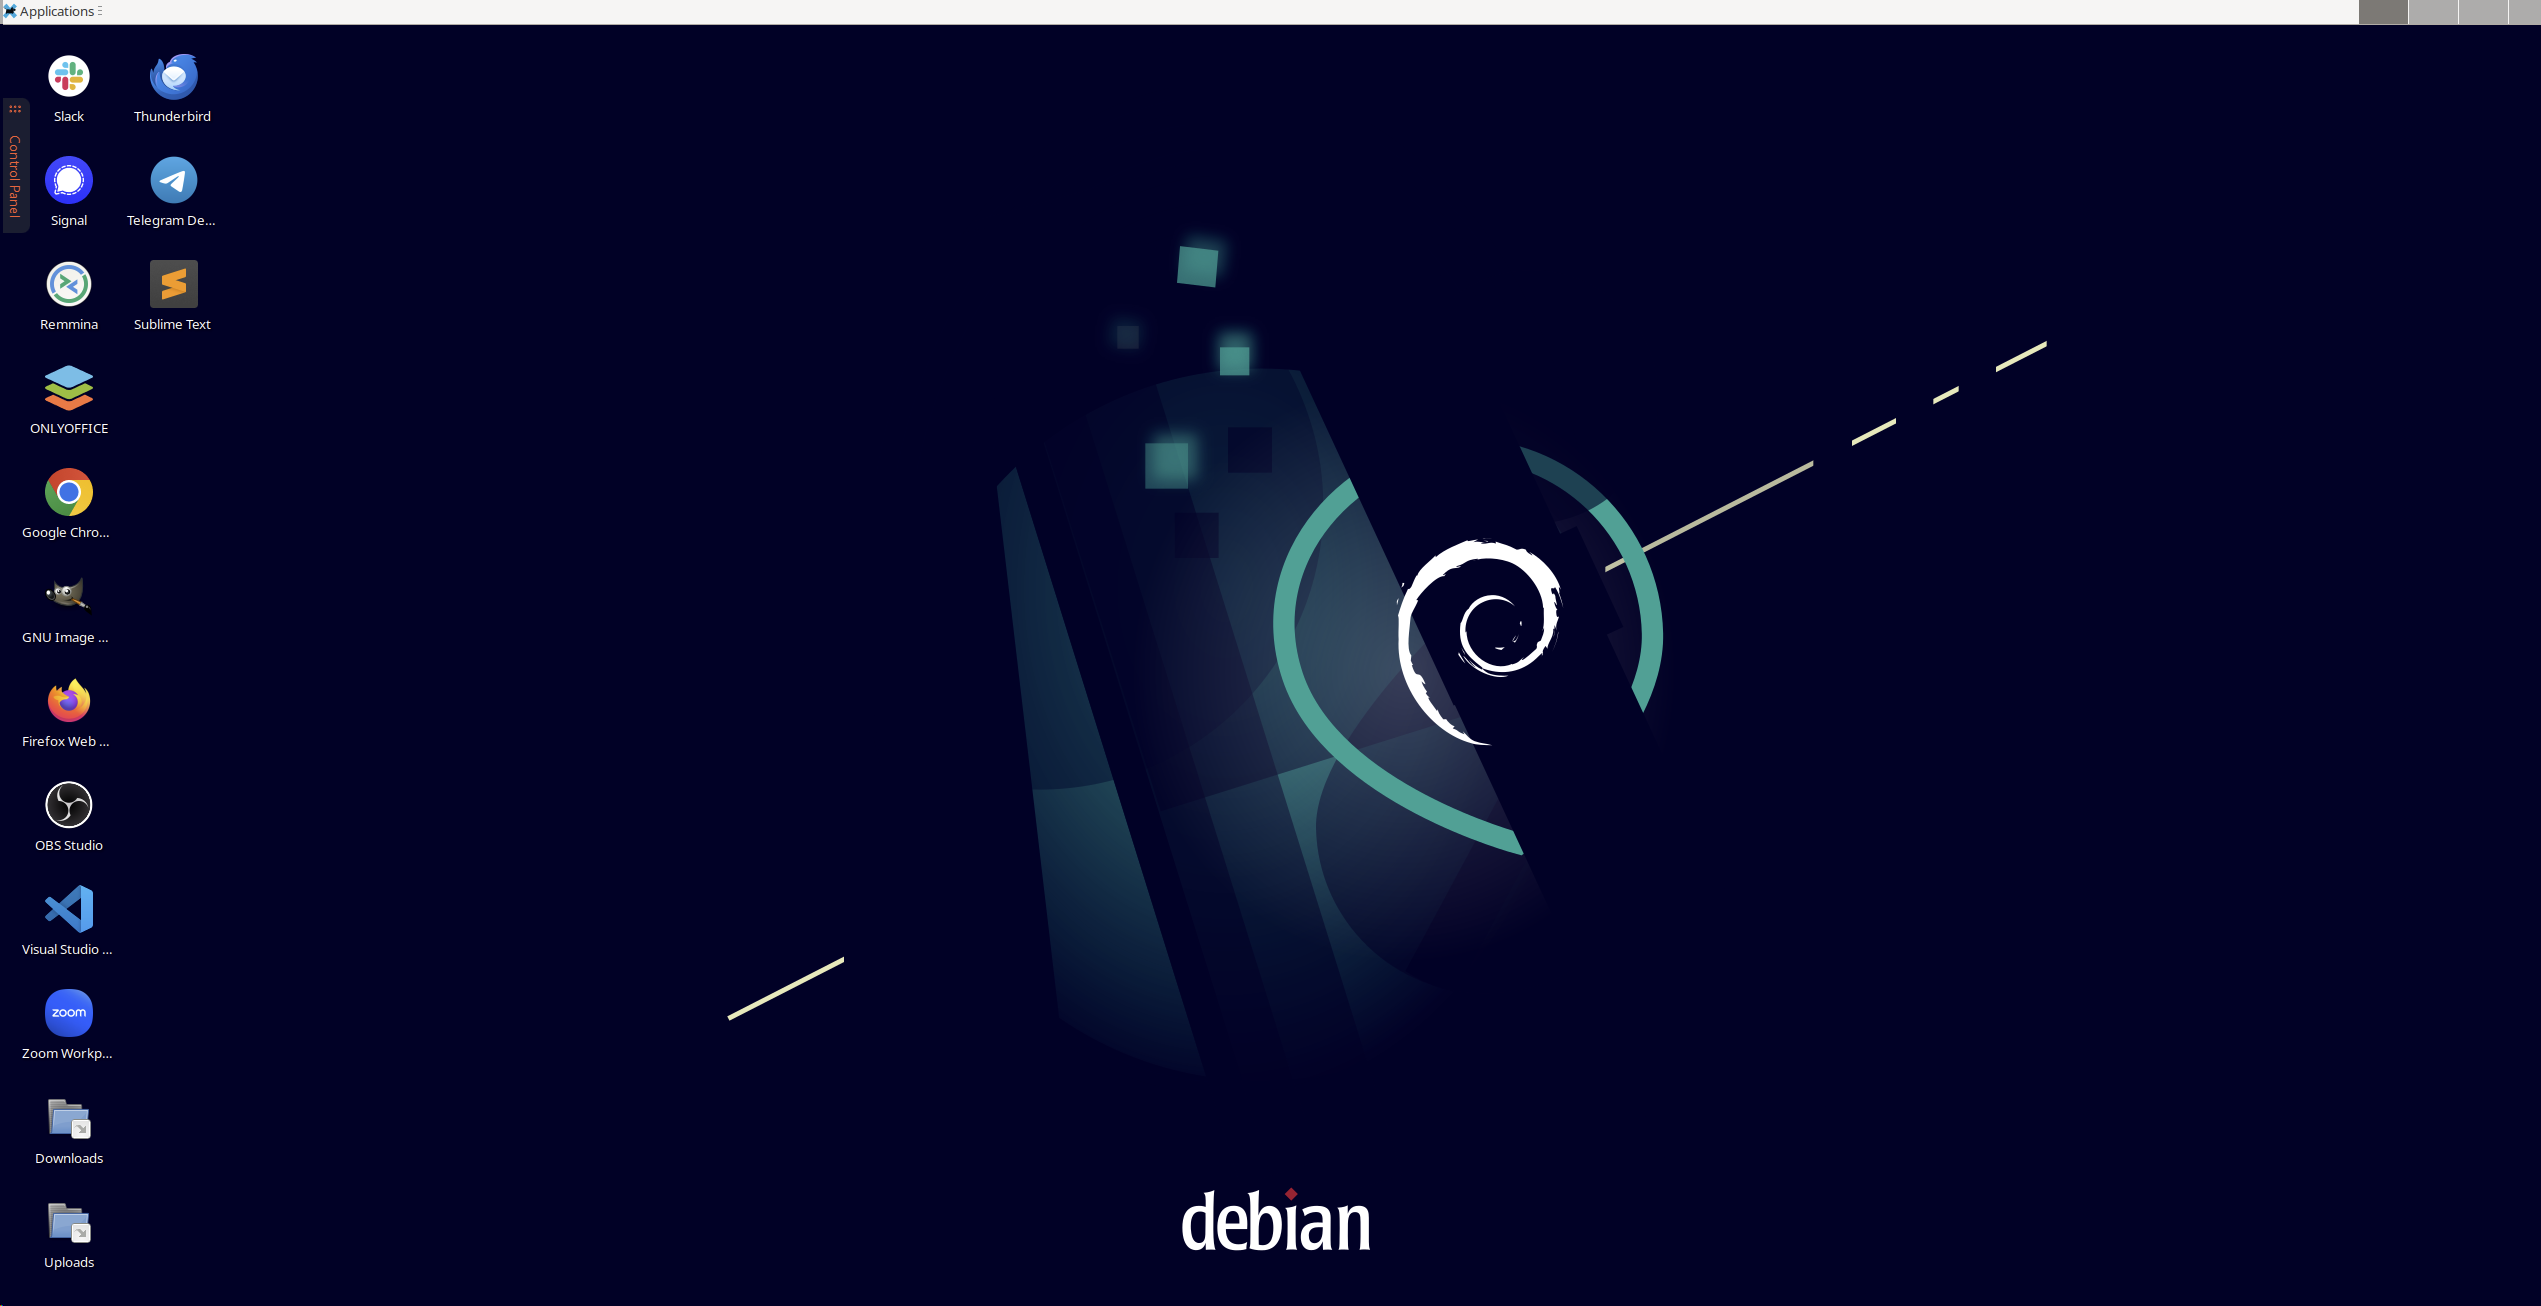 Applications
Slack
Thunderbird
Control Panel
Signal
Telegram De...
Remmina
Sublime Text
ONLYOFFICE
Google Chro...
GNU Image ...
Firefox Web ...
OBS Studio
Visual Studio ...
zoom
Zoom Workp...
Downloads
Uploads
debian